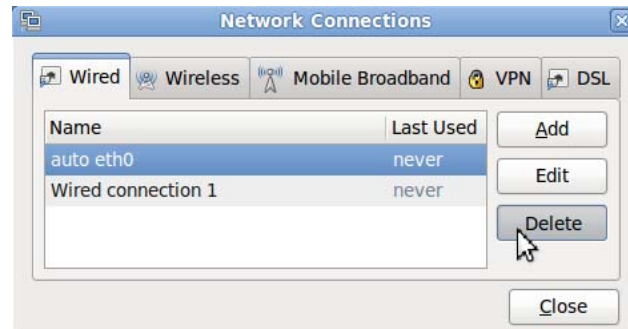 Network Connections
Wired Wireless Mobile Broadband VPN DSL
Name Last Used Add
auto eth0 never
Edit
Wired connection 1 never
Delete
Close